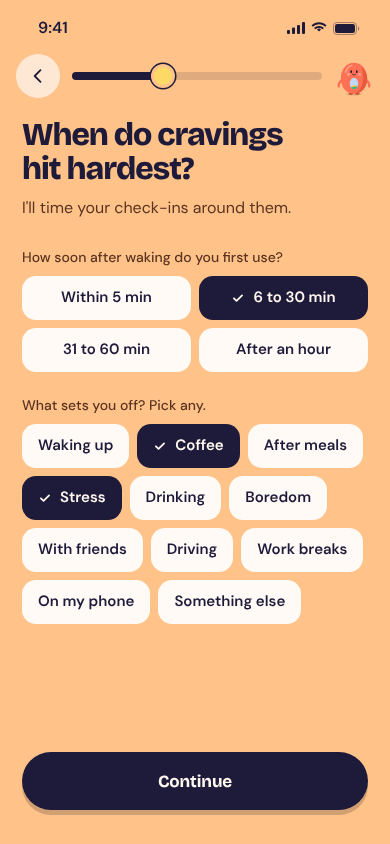 9:41
When do cravings
hit hardest?
I'll time your check-ins around them.
How soon after waking do you first use?
Within 5 min
6 to 30 min
31 to 60 min
After an hour
What sets you off? Pick any.
Waking up
Coffee
After meals
Stress
Drinking
Boredom
With friends
Driving
Work breaks
On my phone
Something else
Continue